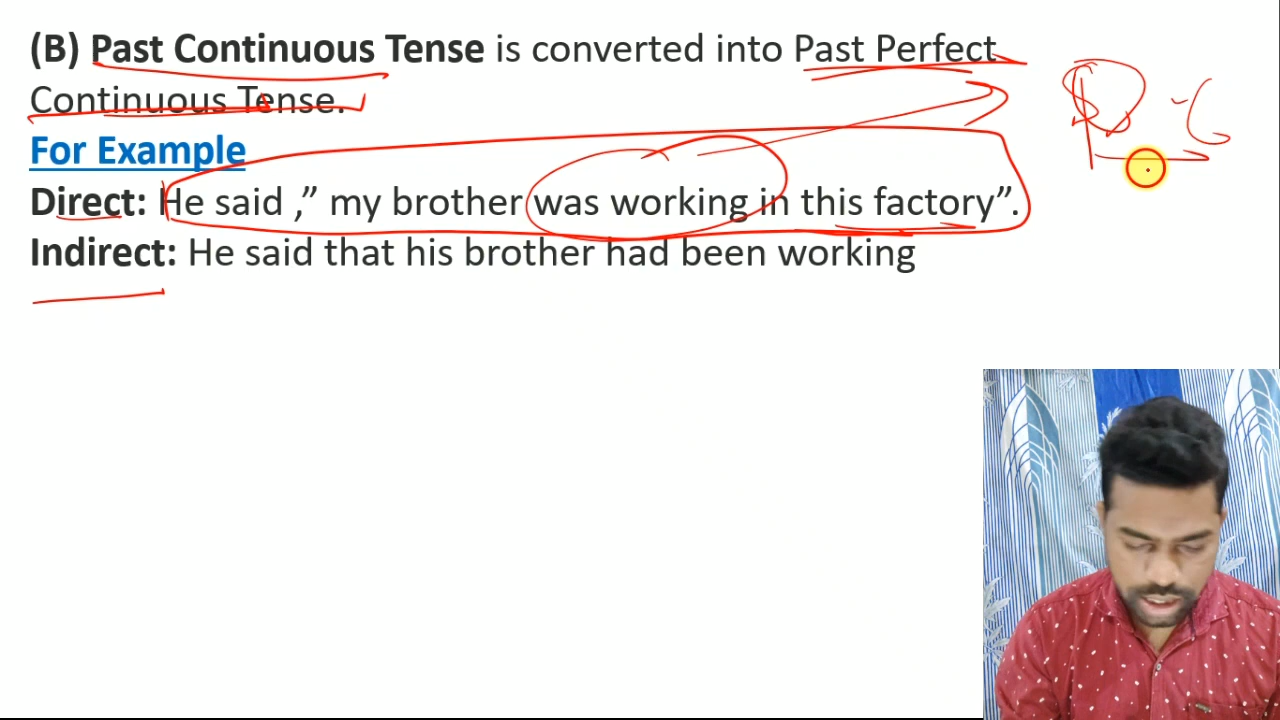 (B) Past Continuous Tense is converted into Past Perfect
Continuous Tense.
For Example
Direct: He said ,” my brother was working in this factory”.
Indirect: He said that his brother had been working